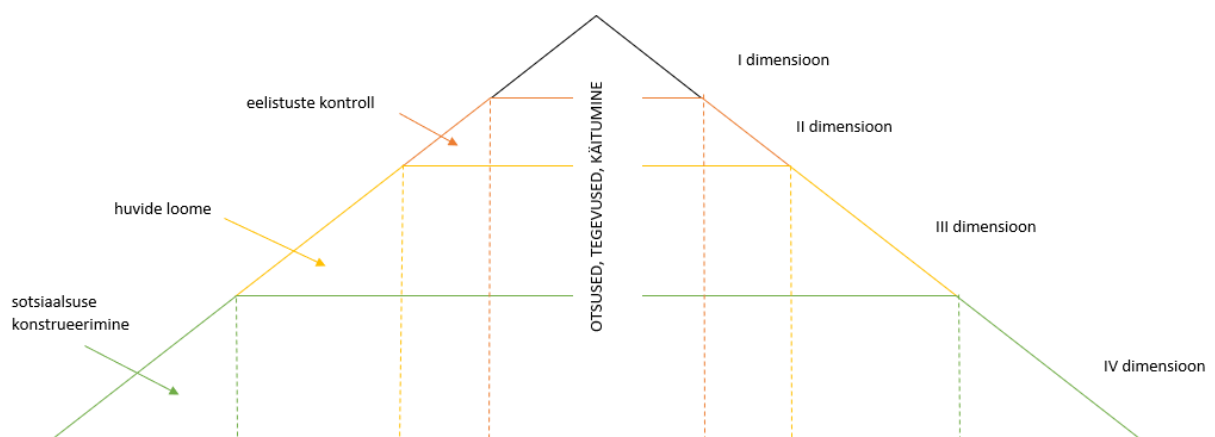 I dimensioon
eelistuste kontroll
II dimensioon
OTSUSED, TEGEVUSED, KÄITUMINE
huvide loome
III dimensioon
sotsiaalsuse
konstrueerimine
IV dimensioon